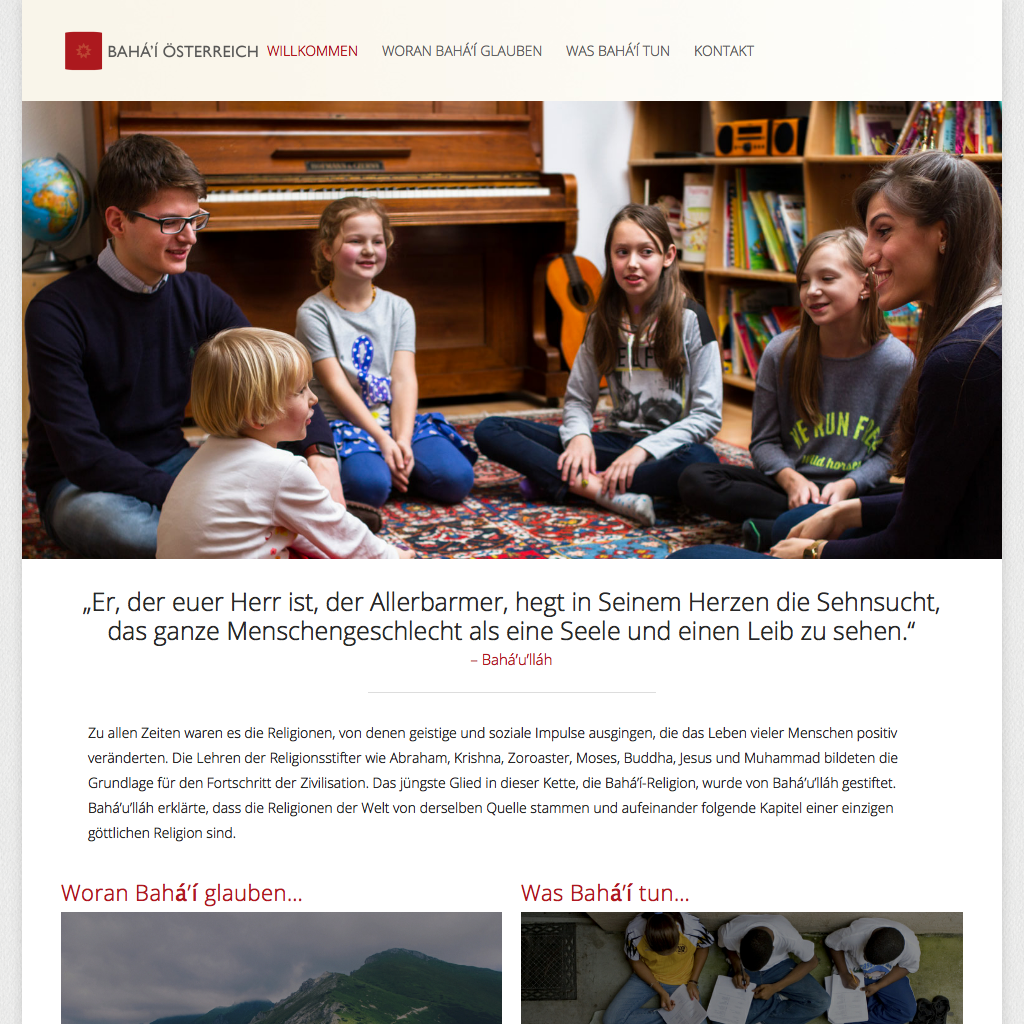 BAHÁ'Í ÖSTERREICH WILLKOMMEN WORAN BAHÁ'Í GLAUBEN WAS BAHÁ'Í TUN KONTAKT
WE RUN FREE
wild horses
„Er, der euer Herr ist, der Allerbarmer, hegt in Seinem Herzen die Sehnsucht,
das ganze Menschengeschlecht als eine Seele und einen Leib zu sehen.“
– Bahá’u’lláh
Zu allen Zeiten waren es die Religionen, von denen geistige und soziale Impulse ausgingen, die das Leben vieler Menschen positiv
veränderten. Die Lehren der Religionsstifter wie Abraham, Krishna, Zoroaster, Moses, Buddha, Jesus und Muhammad bildeten die
Grundlage für den Fortschritt der Zivilisation. Das jüngste Glied in dieser Kette, die Bahá’í-Religion, wurde von Bahá’u’lláh gestiftet.
Bahá’u’lláh erklärte, dass die Religionen der Welt von derselben Quelle stammen und aufeinander folgende Kapitel einer einzigen
göttlichen Religion sind.
Woran Bahá’í glauben...
Was Bahá’í tun...